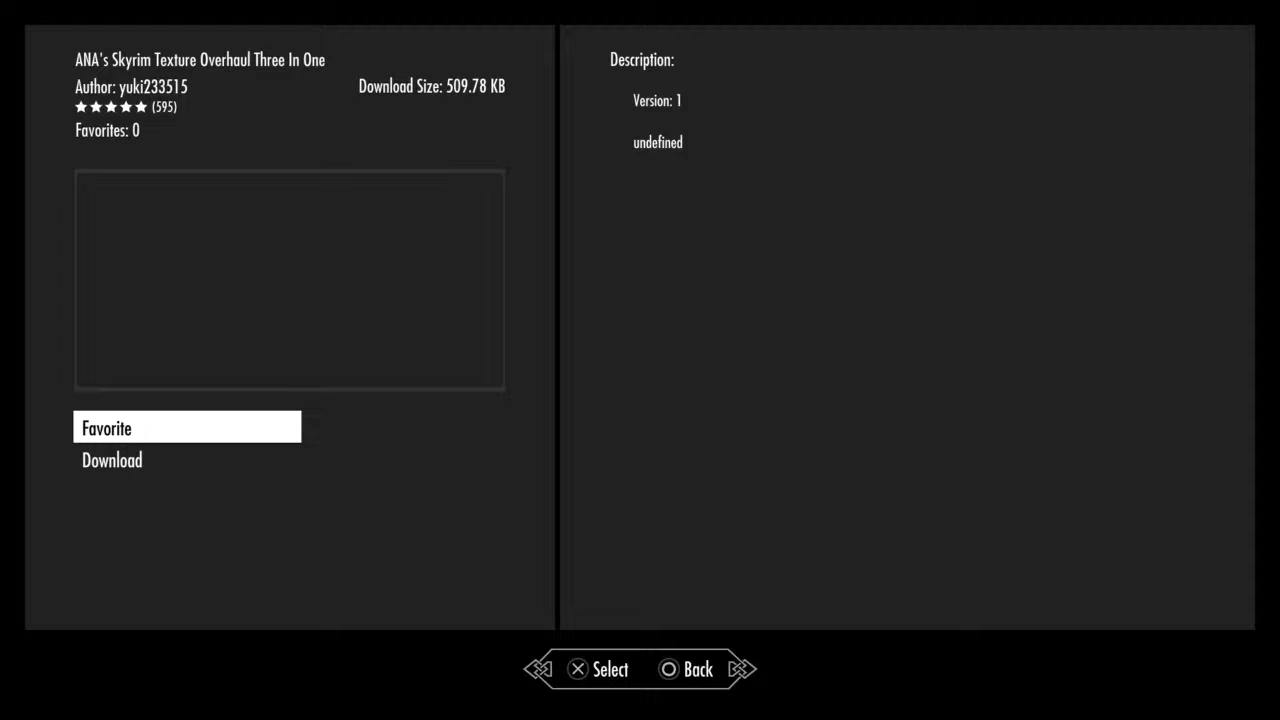 ANA's Skyrim Texture Overhaul Three In One
Author: yuki233515
Download Size: 509.78 KB
(595)
Favorites: 0
Favorite
Download
Description:
Version: 1
undefined
Select
Back